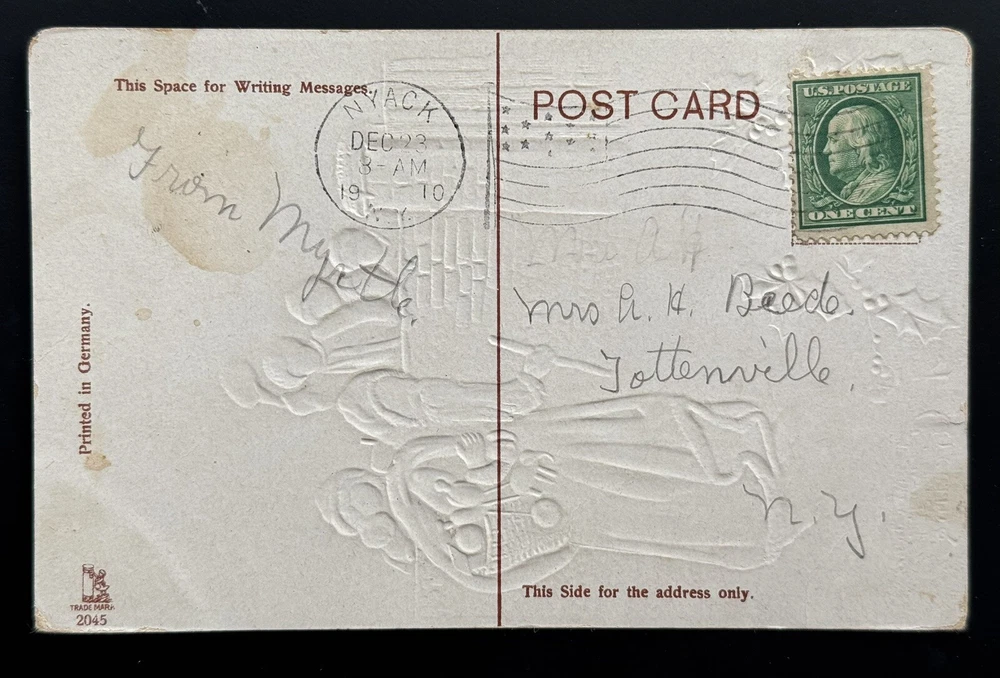 This Space for Writing Messages.
NYACK
DEC 23
8-AM
1910
N.Y.
POST CARD
U.S. POSTAGE
ONE CENT
From Myrtle.
Mrs A. H.
Mrs A. H. Beede.
Tottenville,
N.Y.
Printed in Germany.
TRADE MARK
2045
This Side for the address only.